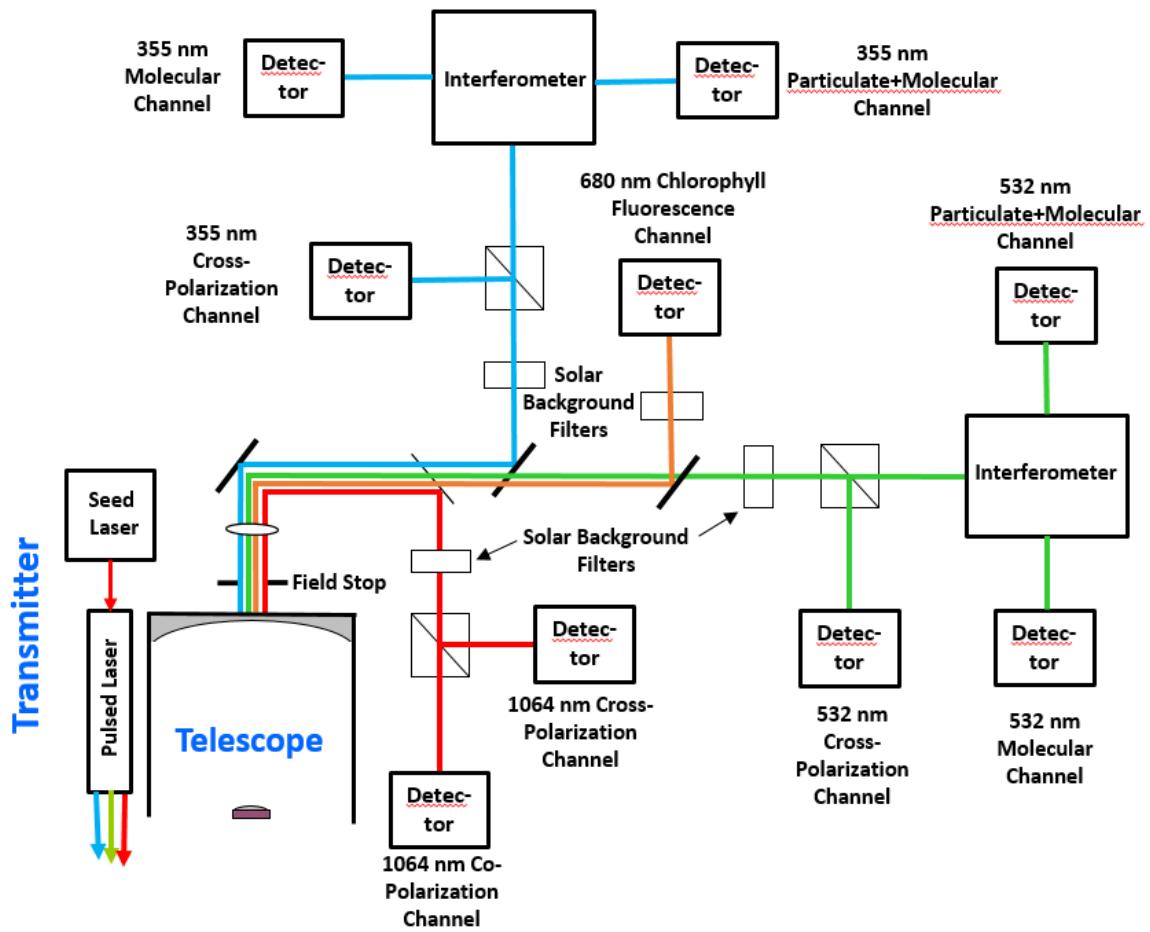 355 nm
Molecular
Channel
Detec-
tor
Interferometer
Detec-
tor
355 nm
Particulate+Molecular
Channel
680 nm Chlorophyll
Fluorescence
Channel
532 nm
Particulate+Molecular
Channel
355 nm
Cross-
Polarization
Channel
Detec-
tor
Detec-
tor
Detec-
tor
Solar
Background
Filters
Interferometer
Seed
Laser
Solar Background
Filters
Field Stop
Transmitter
Pulsed Laser
Telescope
Detec-
tor
1064 nm Cross-
Polarization
Channel
Detec-
tor
532 nm
Cross-
Polarization
Channel
Detec-
tor
532 nm
Molecular
Channel
Detec-
tor
1064 nm Co-
Polarization
Channel